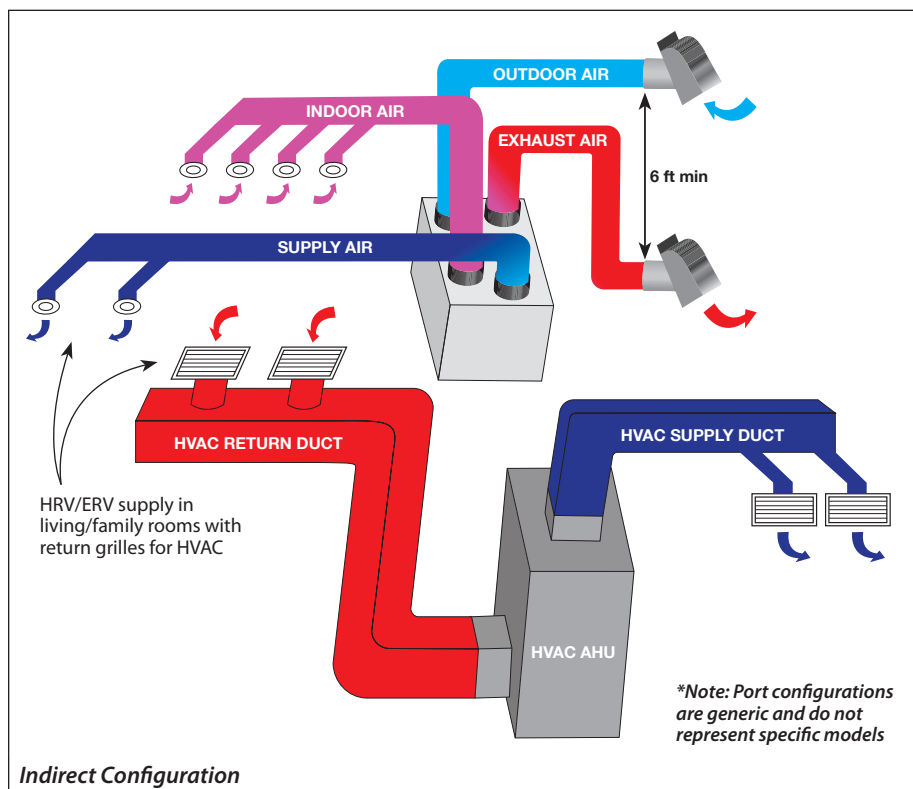 OUTDOOR AIR
INDOOR AIR
EXHAUST AIR
6 ft min
SUPPLY AIR
HVAC RETURN DUCT
HVAC SUPPLY DUCT
HRV/ERV supply in
living/family rooms with
return grilles for HVAC
HVAC AHU
*Note: Port configurations
are generic and do not
represent specific models
Indirect Configuration